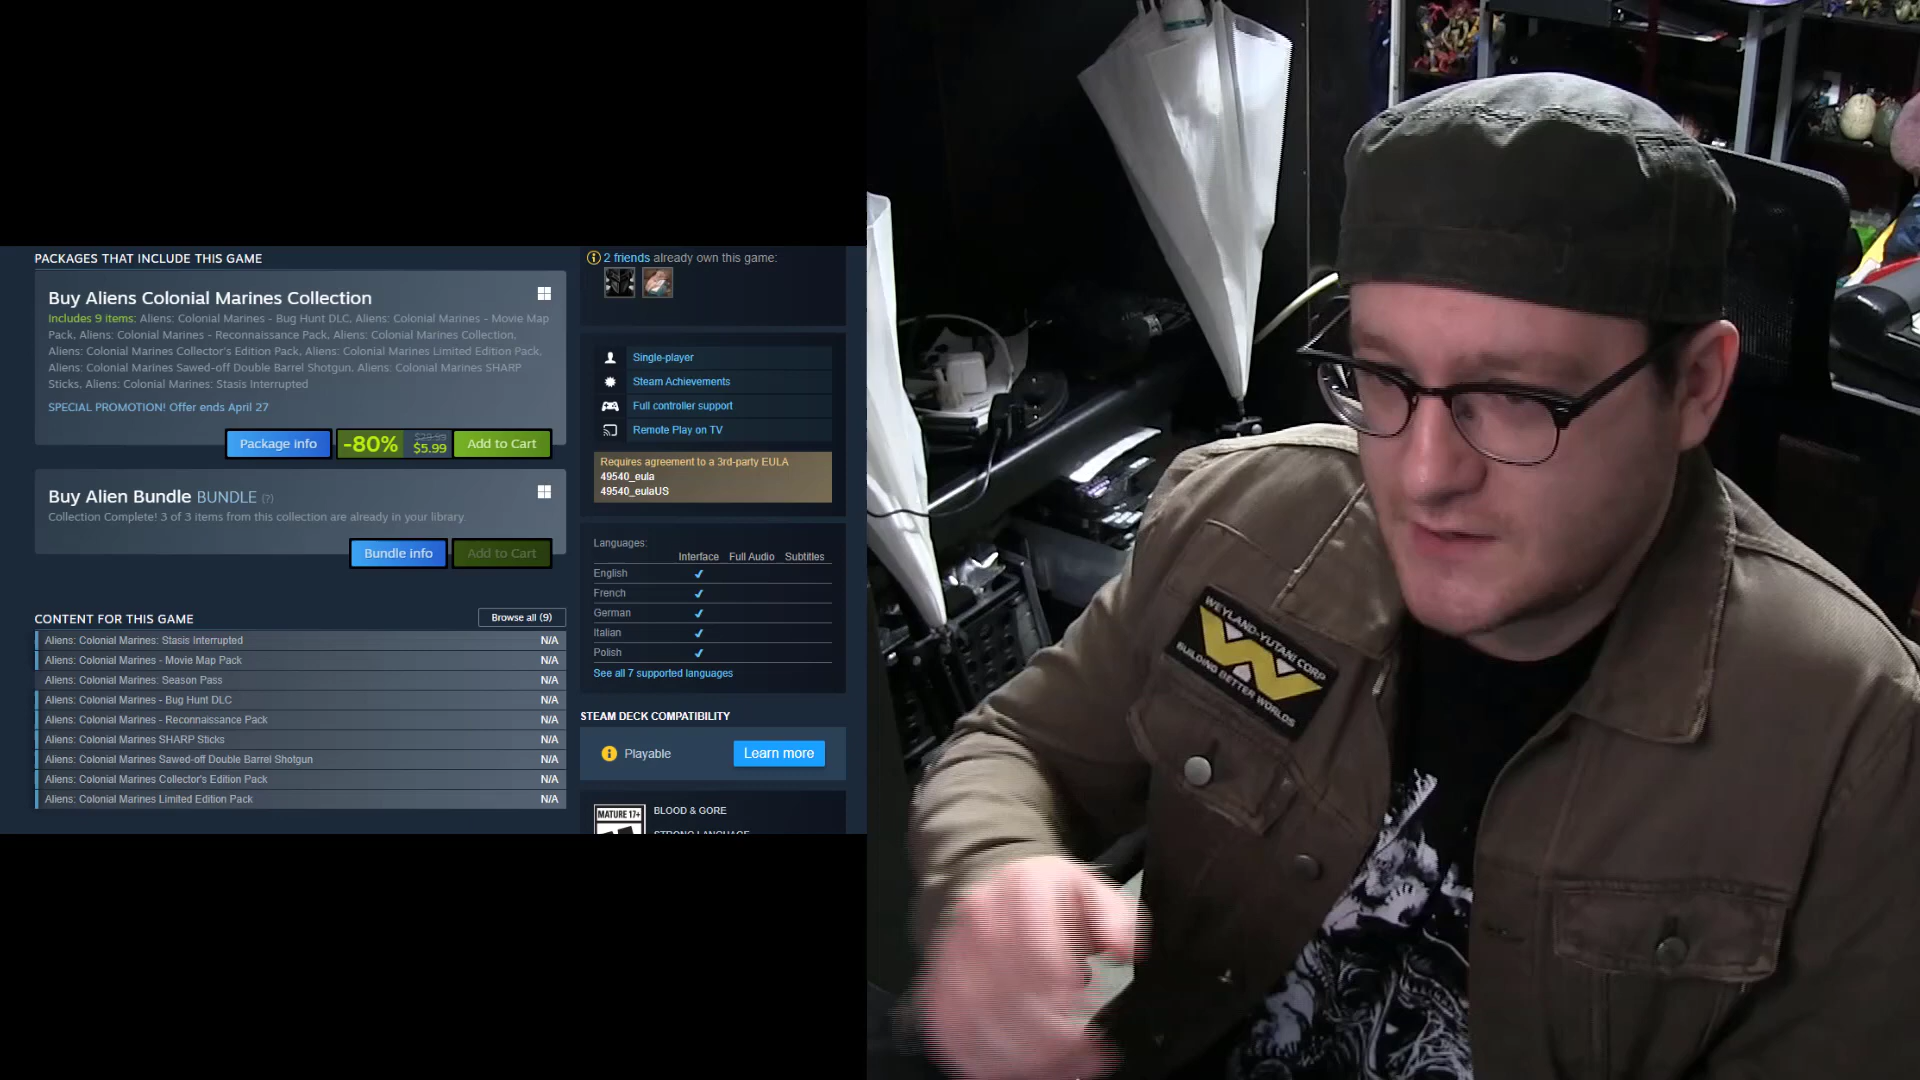 PACKAGES THAT INCLUDE THIS GAME
Buy Aliens Colonial Marines Collection
Includes 9 items: Aliens: Colonial Marines - Bug Hunt DLC, Aliens: Colonial Marines - Movie Map
Pack, Aliens: Colonial Marines - Reconnaissance Pack, Aliens: Colonial Marines Collection,
Aliens: Colonial Marines Collector's Edition Pack, Aliens: Colonial Marines Limited Edition Pack,
Aliens: Colonial Marines Sawed-off Double Barrel Shotgun, Aliens: Colonial Marines SHARP
Sticks, Aliens: Colonial Marines: Stasis Interrupted
SPECIAL PROMOTION! Offer ends April 27
Package info
-80%
$29.99
$5.99
Add to Cart
Buy Alien Bundle BUNDLE (?)
Collection Complete! 3 of 3 items from this collection are already in your library.
Bundle info
Add to Cart
CONTENT FOR THIS GAME
Browse all (9)
Aliens: Colonial Marines: Stasis Interrupted N/A
Aliens: Colonial Marines - Movie Map Pack N/A
Aliens: Colonial Marines: Season Pass N/A
Aliens: Colonial Marines - Bug Hunt DLC N/A
Aliens: Colonial Marines - Reconnaissance Pack N/A
Aliens: Colonial Marines SHARP Sticks N/A
Aliens: Colonial Marines Sawed-off Double Barrel Shotgun N/A
Aliens: Colonial Marines Collector's Edition Pack N/A
Aliens: Colonial Marines Limited Edition Pack N/A
2 friends already own this game:
Single-player
Steam Achievements
Full controller support
Remote Play on TV
Requires agreement to a 3rd-party EULA
49540_eula
49540_eulaUS
Languages:
Interface Full Audio Subtitles
English ✔
French ✔
German ✔
Italian ✔
Polish ✔
See all 7 supported languages
STEAM DECK COMPATIBILITY
Playable
Learn more
MATURE 17+
BLOOD & GORE
STRONG LANGUAGE
WEYLAND-YUTANI CORP
BUILDING BETTER WORLDS